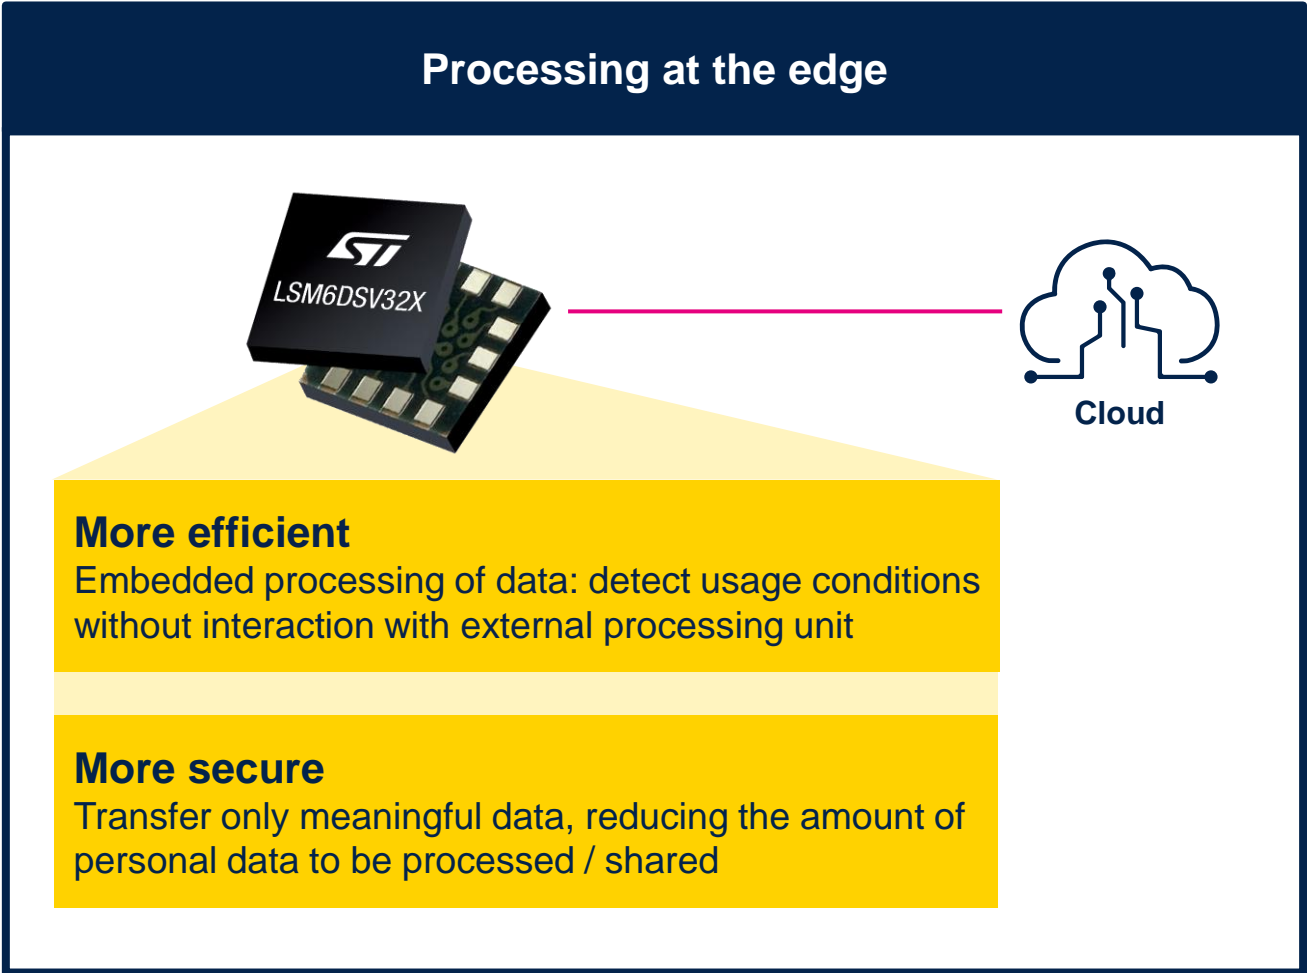 Processing at the edge
ST
LSM6DSV32X
Cloud
More efficient
Embedded processing of data: detect usage conditions
without interaction with external processing unit
More secure
Transfer only meaningful data, reducing the amount of
personal data to be processed / shared